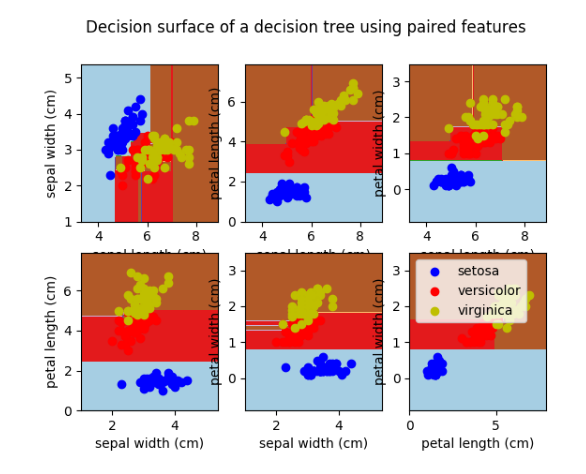 Decision surface of a decision tree using paired features
sepal width (cm)
5
4
3
2
1
4
6
8
petal length (cm)
6
4
2
0
4
6
8
petal width (cm)
3
2
1
0
4
6
8
sepal length (cm)
sepal length (cm)
sepal length (cm)
petal length (cm)
6
4
2
0
2
4
sepal width (cm)
petal width (cm)
3
2
1
0
2
4
sepal width (cm)
petal width (cm)
3
2
1
0
0
5
petal length (cm)
setosa
versicolor
virginica